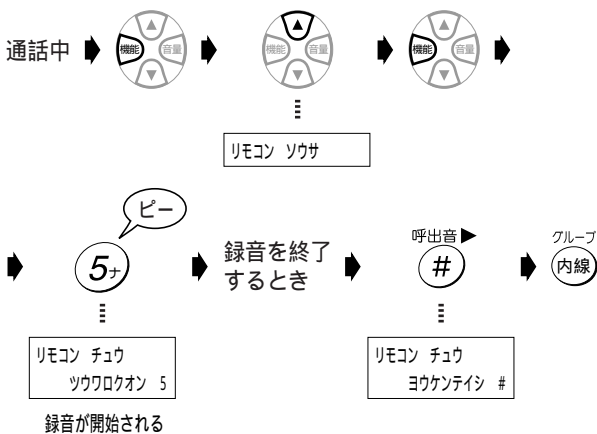 通話中
機能 音量
機能 音量
機能 音量
リモコン ソウサ
ピー
5ナ
録音を終了
するとき
呼出音▶
#
グループ
内線
リモコン チュウ
ツウワロクオン 5
リモコン チュウ
ヨウケンテイシ #
録音が開始される